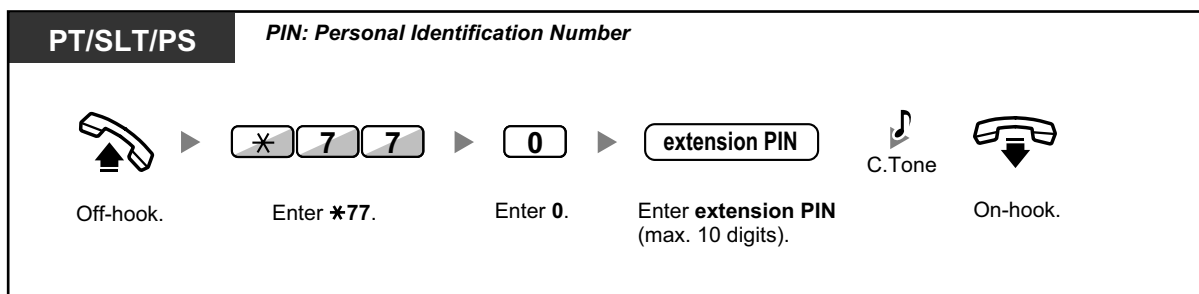 PT/SLT/PS
PIN: Personal Identification Number
* 7 7
0
extension PIN
C.Tone
Off-hook.
Enter *77.
Enter 0.
Enter extension PIN
(max. 10 digits).
On-hook.